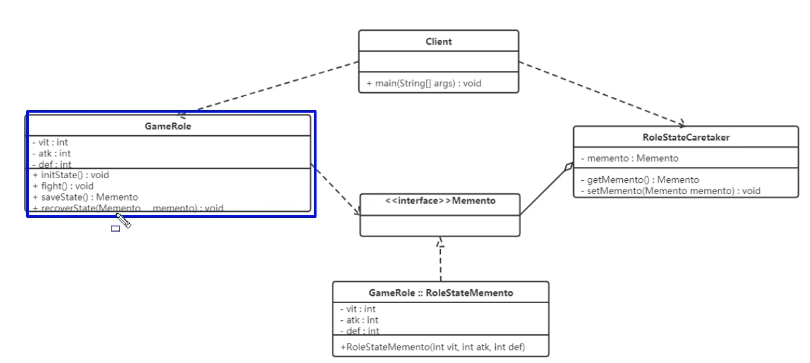 Client
+ main(String[] args) : void
GameRole
- vit : int
- atk : int
- def : int
+ initState() : void
+ fight() : void
+ saveState() : Memento
+ recoverState(Memento memento) : void
RoleStateCaretaker
- memento : Memento
- getMemento() : Memento
- setMemento(Memento memento) : void
<<interface>>Memento
GameRole :: RoleStateMemento
- vit : int
- atk : int
- def : int
+RoleStateMemento(int vit, int atk, int def)